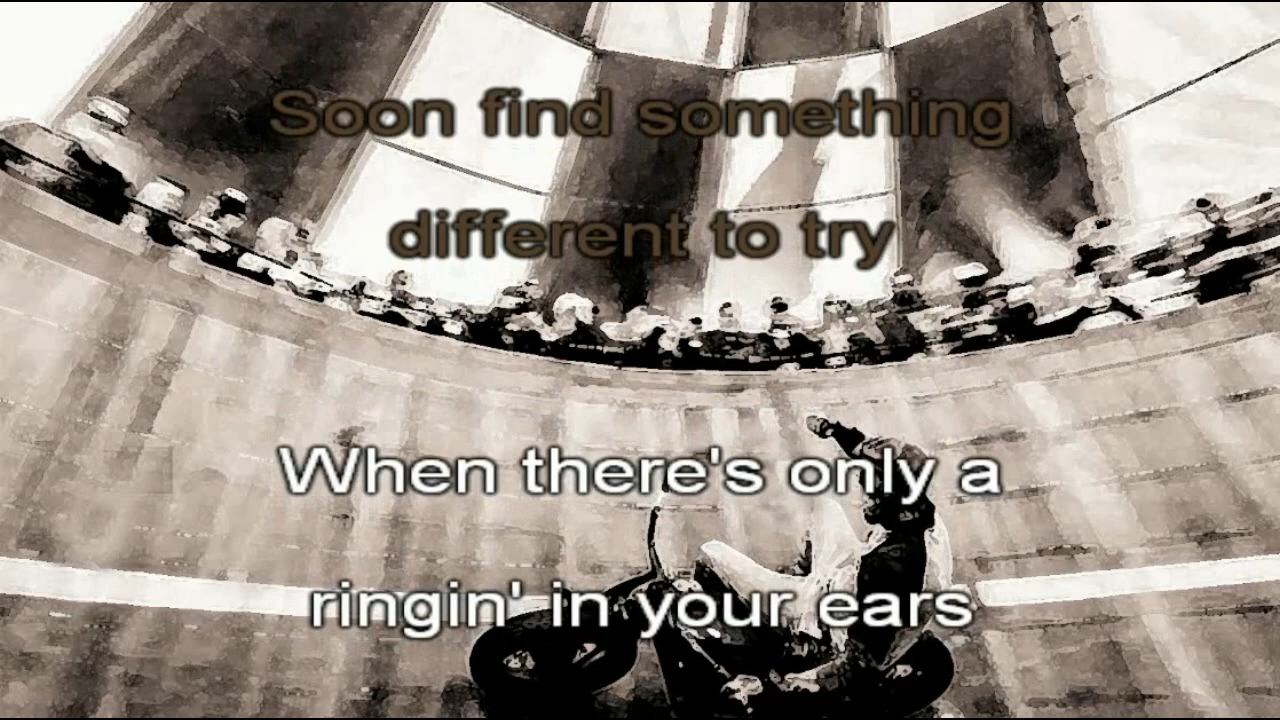 Soon find something
different to try
When there's only a
ringin' in your ears